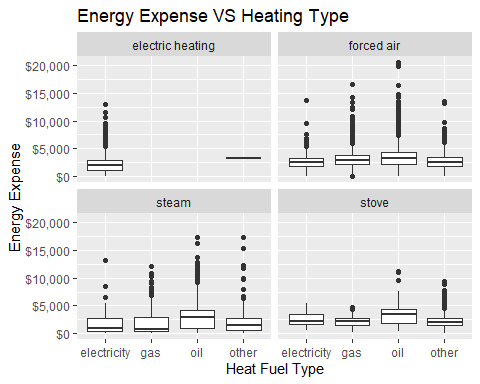 Energy Expense VS Heating Type
electric heating
forced air
$20,000
$15,000
$10,000
$5,000
$0
Energy Expense
steam
stove
$20,000
$15,000
$10,000
$5,000
$0
electricity gas oil other
electricity gas oil other
Heat Fuel Type